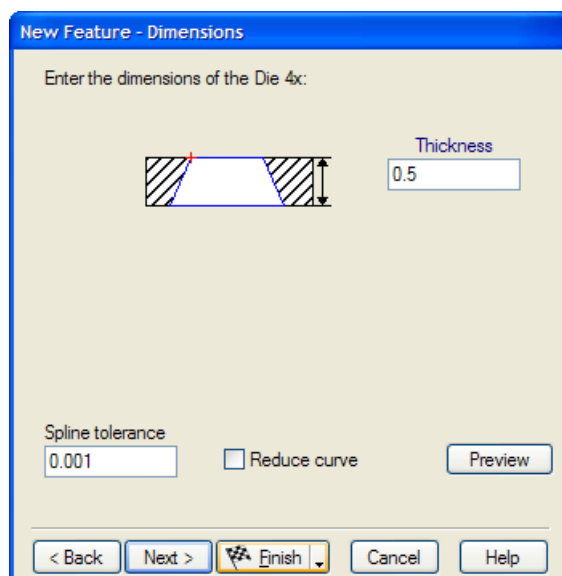 New Feature - Dimensions
Enter the dimensions of the Die 4x:
Thickness
0.5
Spline tolerance
0.001
Reduce curve
Preview
< Back Next > Finish Cancel Help